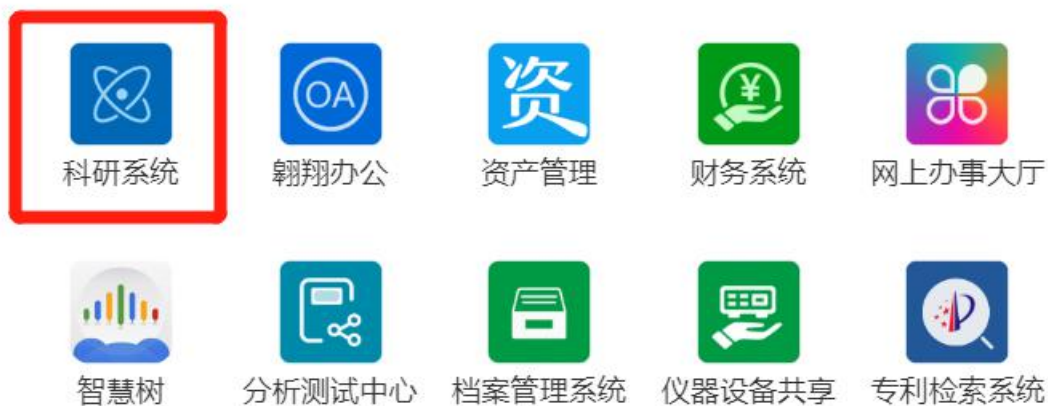 OA
资
¥
科研系统
翱翔办公
资产管理
财务系统
网上办事大厅
智慧树
分析测试中心
档案管理系统
仪器设备共享
专利检索系统